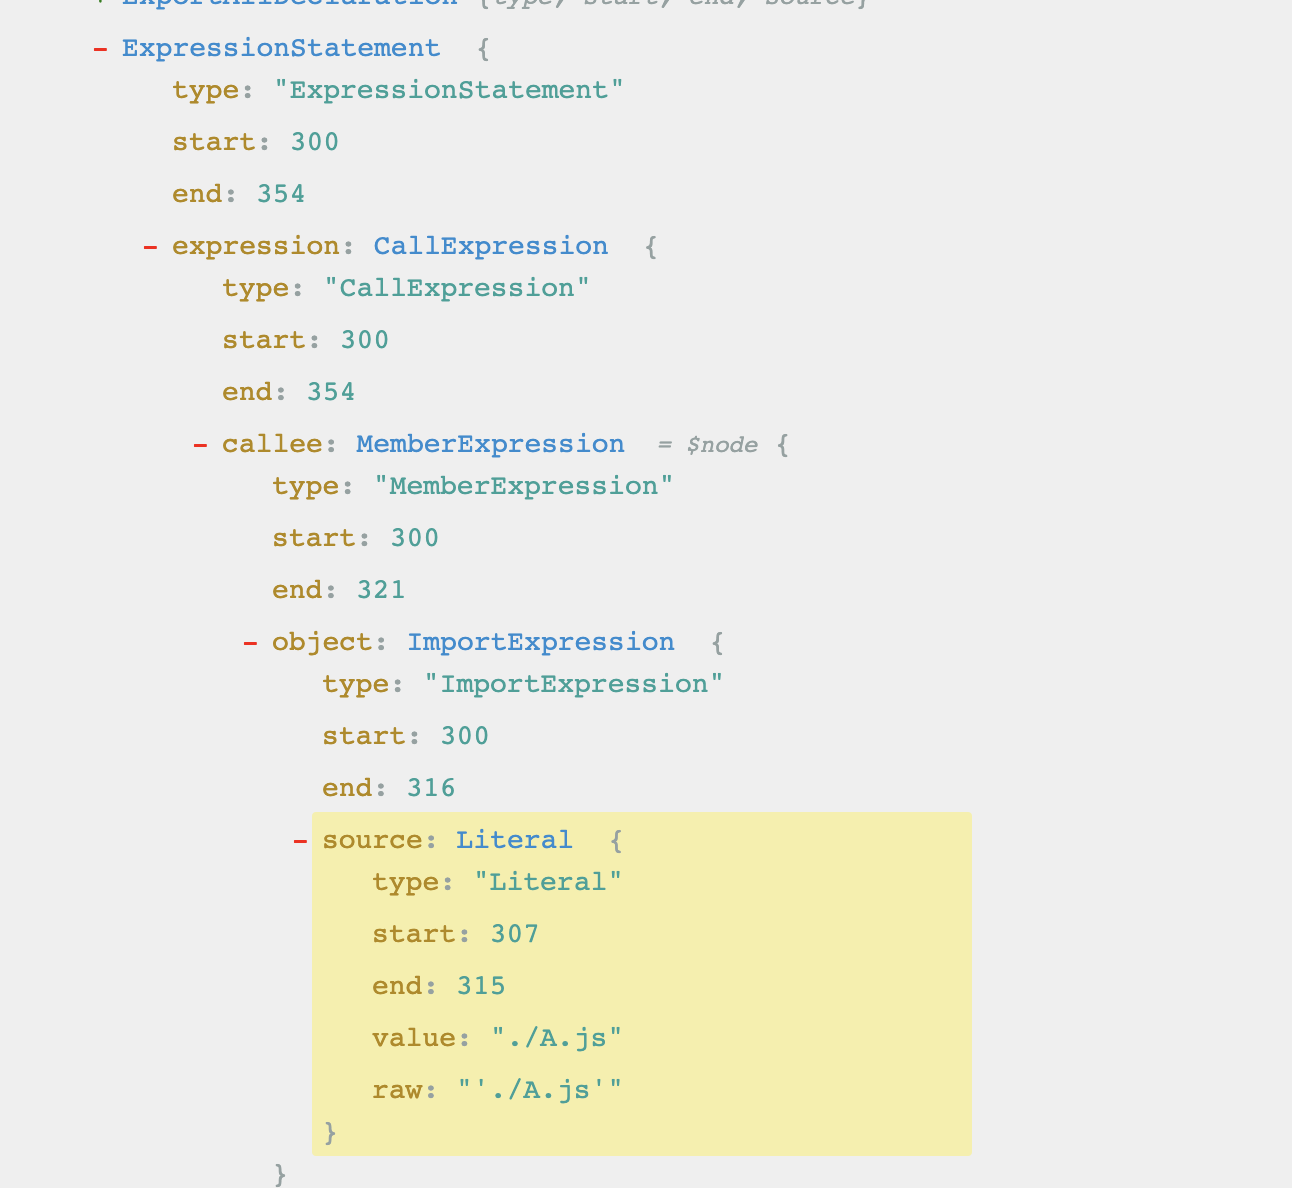 ExportAllDeclaration {type, start, end, source}
- ExpressionStatement {
type: "ExpressionStatement"
start: 300
end: 354
- expression: CallExpression {
type: "CallExpression"
start: 300
end: 354
- callee: MemberExpression = $node {
type: "MemberExpression"
start: 300
end: 321
- object: ImportExpression {
type: "ImportExpression"
start: 300
end: 316
- source: Literal {
type: "Literal"
start: 307
end: 315
value: "./A.js"
raw: "'./A.js'"
}
}